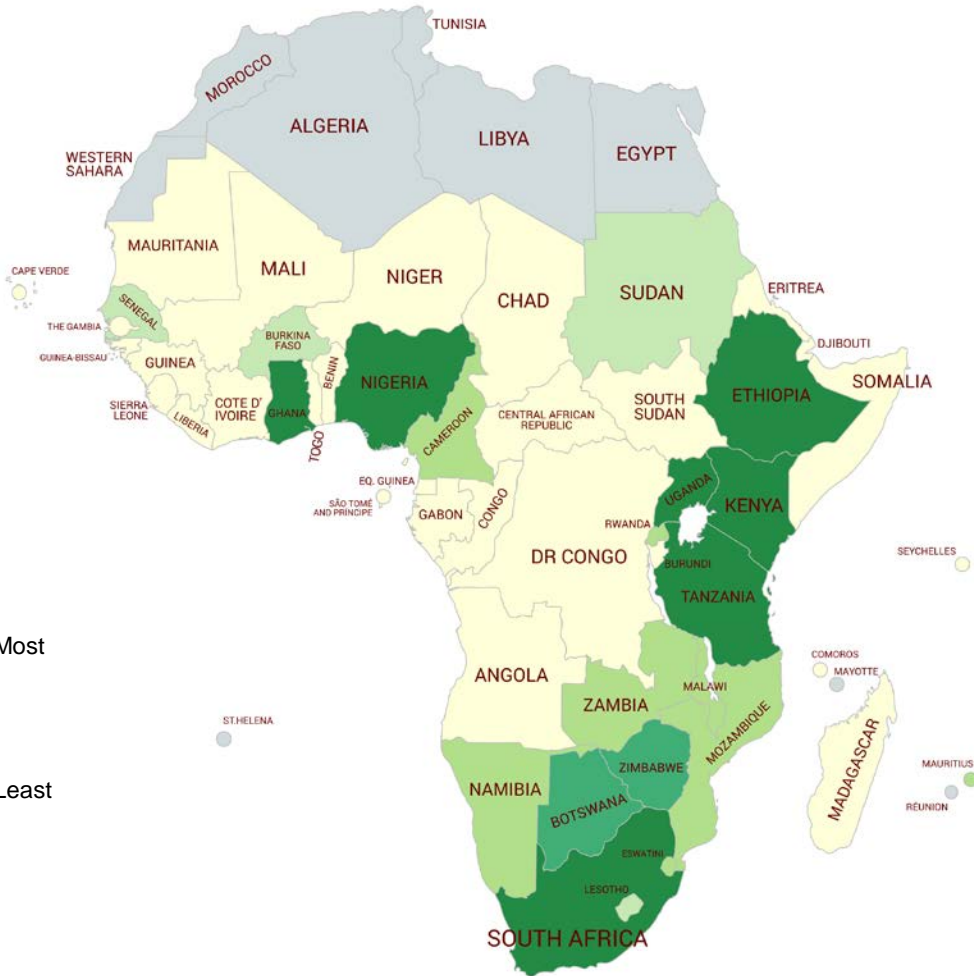 TUNISIA
MOROCCO
ALGERIA
LIBYA
EGYPT
WESTERN
SAHARA
MAURITANIA
MALI
NIGER
CHAD
SUDAN
ERITREA
CAPE VERDE
SENEGAL
THE GAMBIA
GUINEA-BISSAU
GUINEA
BURKINA
FASO
BENIN
NIGERIA
DJIBOUTI
SOMALIA
ETHIOPIA
SIERRA
LEONE
LIBERIA
COTE D'
IVOIRE
GHANA
TOGO
CAMEROON
CENTRAL AFRICAN
REPUBLIC
SOUTH
SUDAN
EQ. GUINEA
SÃO TOMÉ
AND PRÍNCIPE
GABON
CONGO
DR CONGO
UGANDA
KENYA
RWANDA
BURUNDI
TANZANIA
SEYCHELLES
Most
ANGOLA
ZAMBIA
MALAWI
MOZAMBIQUE
COMOROS
MAYOTTE
ST.HELENA
MADAGASCAR
Least
NAMIBIA
BOTSWANA
ZIMBABWE
MAURITIUS
RÉUNION
ESWATINI
LESOTHO
SOUTH AFRICA